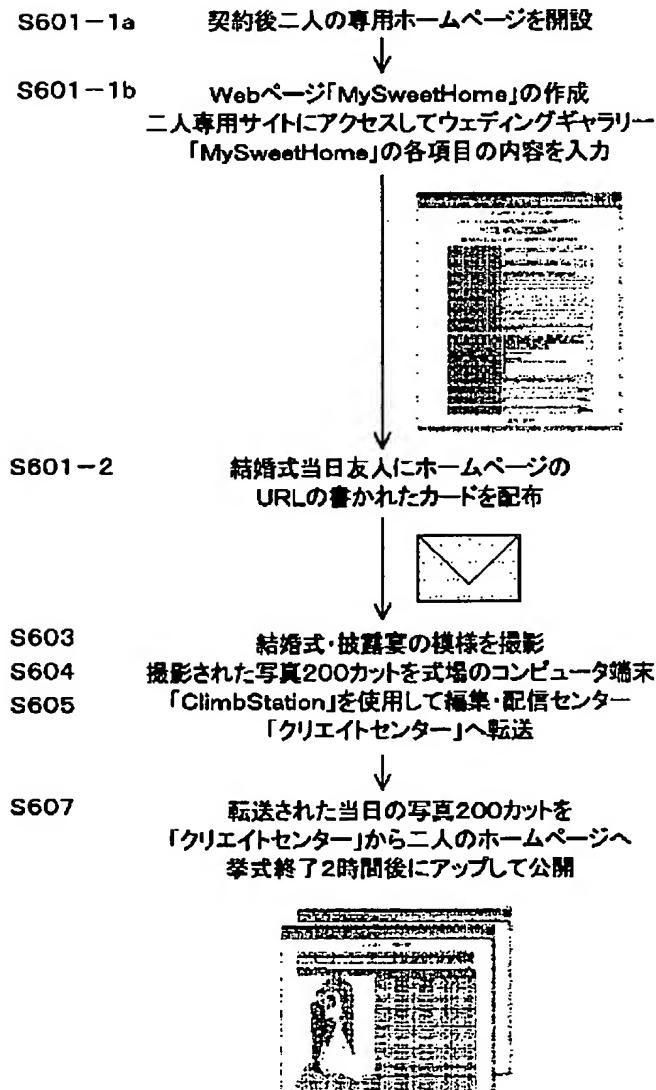 S601-1a 契約後二人の専用ホームページを開設
S601-1b Webページ「MySweetHome」の作成
二人専用サイトにアクセスしてウェディングギャラリー
「MySweetHome」の各項目の内容を入力
S601-2 結婚式当日友人にホームページの
URLの書かれたカードを配布
S603 結婚式・披露宴の模様を撮影
S604 撮影された写真200カットを式場のコンピュータ端末
S605 「ClimbStation」を使用して編集・配信センター
「クリエイトセンター」へ転送
S607 転送された当日の写真200カットを
「クリエイトセンター」から二人のホームページへ
挙式終了2時間後にアップして公開